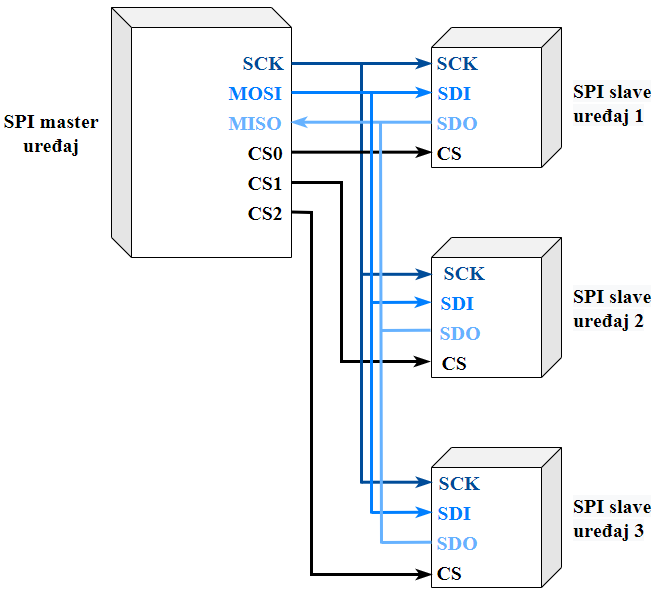 SPI master
uređaj
SCK
MOSI
MISO
CS0
CS1
CS2
SCK
SDI
SDO
CS
SPI slave
uređaj 1
SCK
SDI
SDO
CS
SPI slave
uređaj 2
SCK
SDI
SDO
CS
SPI slave
uređaj 3